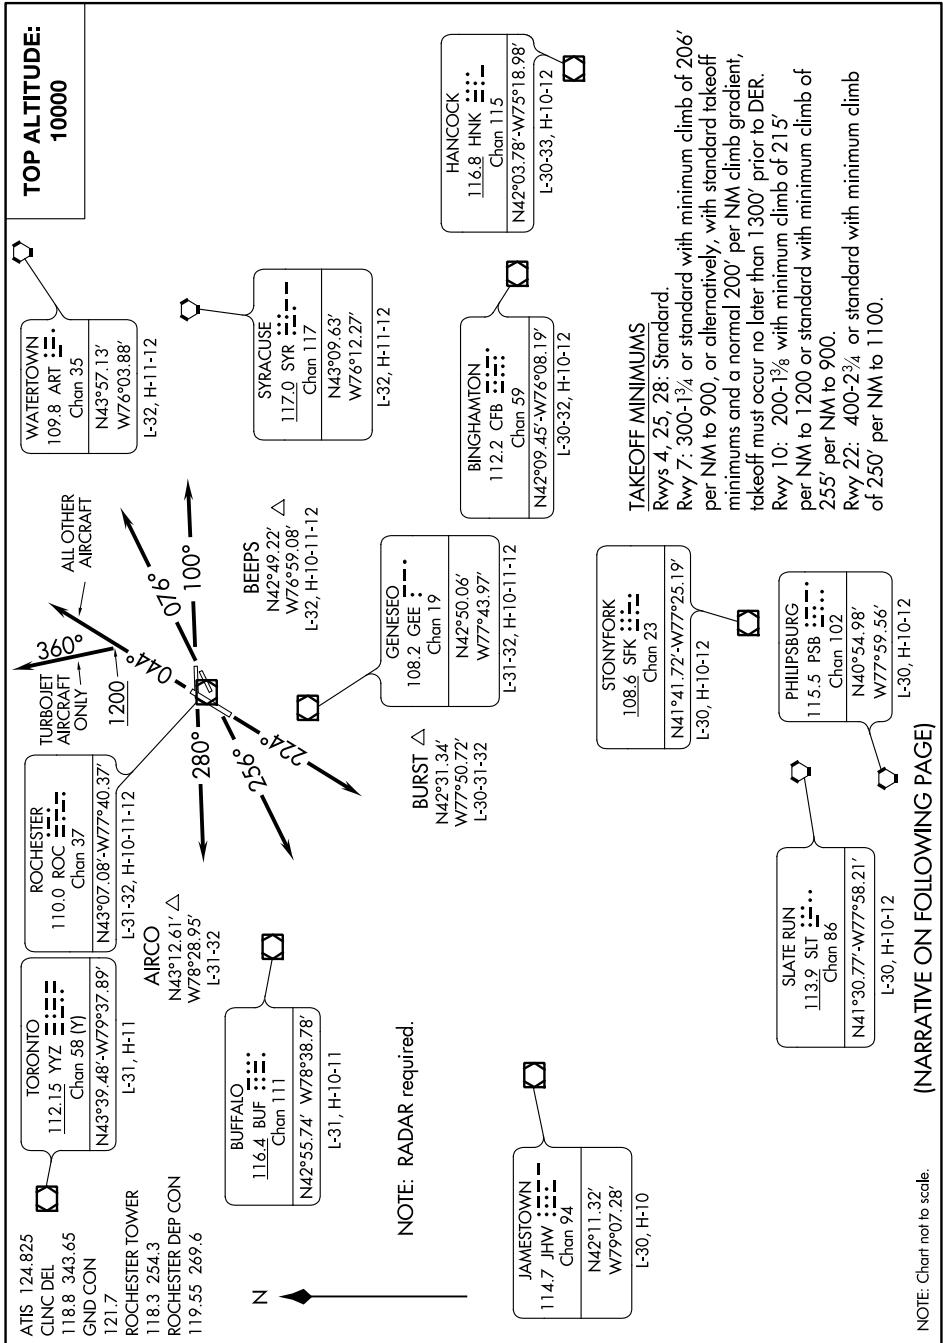 TOP ALTITUDE:
10000
ATIS 124.825
CLNC DEL
118.8 343.65
GND CON
121.7
ROCHESTER TOWER
118.3 254.3
ROCHESTER DEP CON
119.55 269.6
TORONTO
112.15 YYZ
Chan 58 (Y)
N43°39.48'-W79°37.89'
L-31, H-11
ROCHESTER
110.0 ROC
Chan 37
N43°07.08'-W77°40.37'
L-31-32, H-10-11-12
TURBOJET
AIRCRAFT
ONLY
1200
360°
ALL OTHER
AIRCRAFT
044°
076°
100°
280°
256°
224°
WATERTOWN
109.8 ART
Chan 35
N43°57.13'
W76°03.88'
L-32, H-11-12
AIRCO
N43°12.61'
W78°28.95'
L-31-32
BUFFALO
116.4 BUF
Chan 111
N42°55.74' W78°38.78'
L-31, H-10-11
BEEPS
N42°49.22'
W76°59.08'
L-32, H-10-11-12
SYRACUSE
117.0 SYR
Chan 117
N43°09.63'
W76°12.27'
L-32, H-11-12
GENESEO
108.2 GEE
Chan 19
N42°50.06'
W77°43.97'
L-31-32, H-10-11-12
BURST
N42°31.34'
W77°50.72'
L-30-31-32
NOTE: RADAR required.
N
BINGHAMTON
112.2 CFB
Chan 59
N42°09.45'-W76°08.19'
L-30-32, H-10-12
HANCOCK
116.8 HNK
Chan 115
N42°03.78'-W75°18.98'
L-30-33, H-10-12
JAMESTOWN
114.7 JHW
Chan 94
N42°11.32'
W79°07.28'
L-30, H-10
STONYFORK
108.6 SFK
Chan 23
N41°41.72'-W77°25.19'
L-30, H-10-12
SLATE RUN
113.9 SLT
Chan 86
N41°30.77'-W77°58.21'
L-30, H-10-12
PHILIPSBURG
115.5 PSB
Chan 102
N40°54.98'
W77°59.56'
L-30, H-10-12
TAKEOFF MINIMUMS
Rwys 4, 25, 28: Standard.
Rwy 7: 300-1¾ or standard with minimum climb of 206'
per NM to 900, or alternatively, with standard takeoff
minimums and a normal 200' per NM climb gradient,
takeoff must occur no later than 1300' prior to DER.
Rwy 10: 200-1⅜ with minimum climb of 215'
per NM to 1200 or standard with minimum climb of
255' per NM to 900.
Rwy 22: 400-2¾ or standard with minimum climb
of 250' per NM to 1100.
(NARRATIVE ON FOLLOWING PAGE)
NOTE: Chart not to scale.